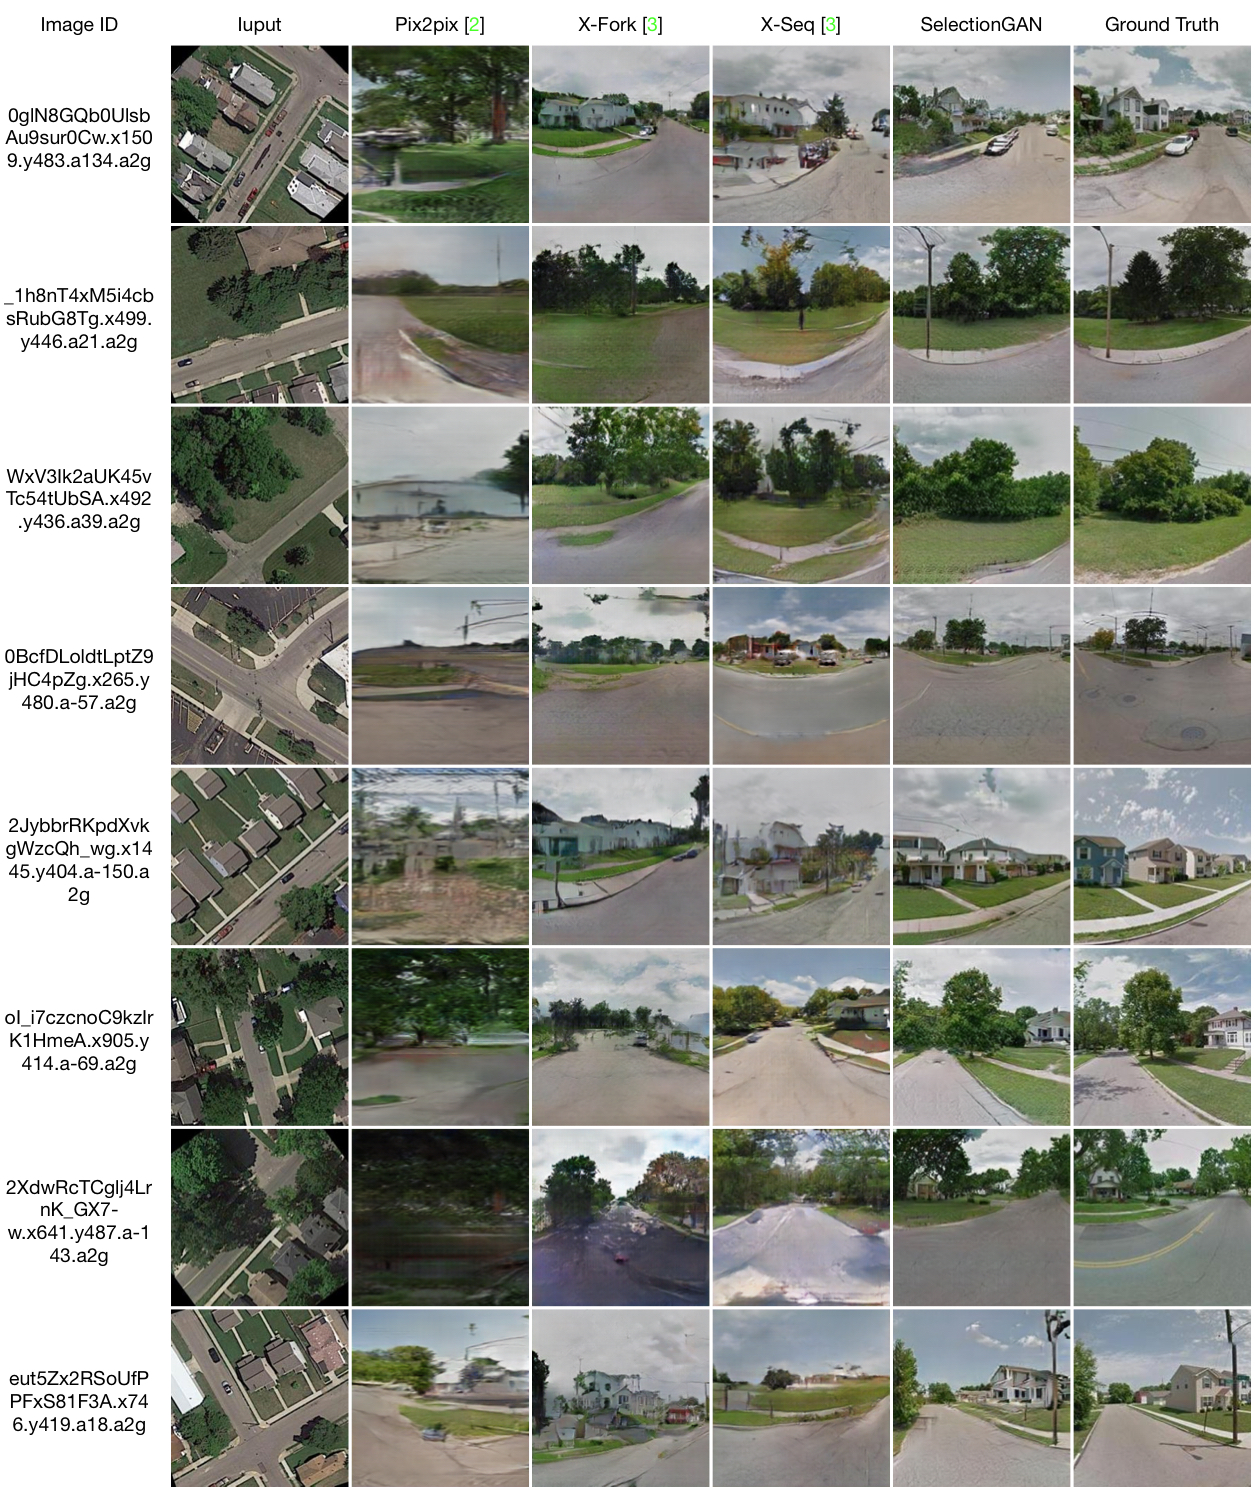 Image ID Iuput Pix2pix [2] X-Fork [3] X-Seq [3] SelectionGAN Ground Truth
0glN8GQb0Ulsb
Au9sur0Cw.x150
9.y483.a134.a2g
_1h8nT4xM5i4cb
sRubG8Tg.x499.
y446.a21.a2g
WxV3lk2aUK45v
Tc54tUbSA.x492
.y436.a39.a2g
0BcfDLoldtLptZ9
jHC4pZg.x265.y
480.a-57.a2g
2JybbrRKpdXvk
gWzcQh_wg.x14
45.y404.a-150.a
2g
oI_i7czcnoC9kzlr
K1HmeA.x905.y
414.a-69.a2g
2XdwRcTCglj4Lr
nK_GX7-
w.x641.y487.a-1
43.a2g
eut5Zx2RSoUfP
PFxS81F3A.x74
6.y419.a18.a2g